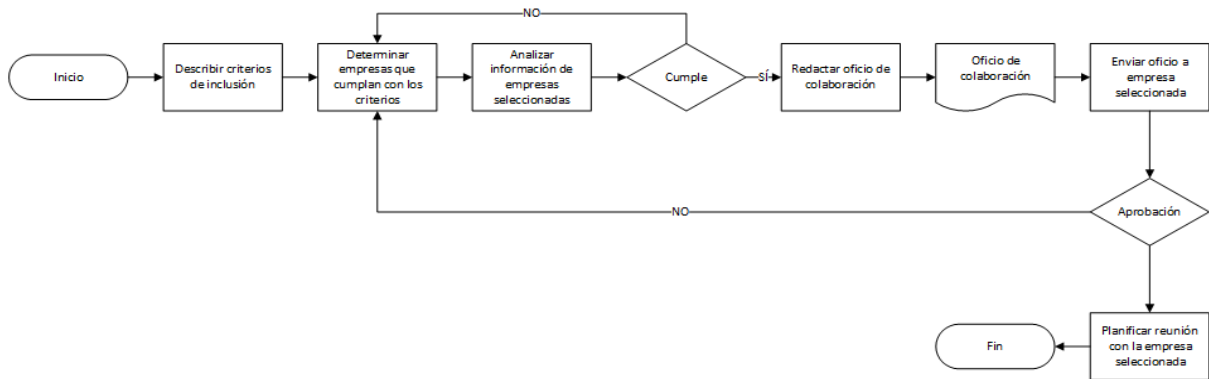 NO
Inicio
Describir criterios
de inclusión
Determinar
empresas que
cumplan con los
criterios
Analizar
información de
empresas
seleccionadas
Cumple
SÍ
Redactar oficio de
colaboración
Oficio de
colaboración
Enviar oficio a
empresa
seleccionada
NO
Aprobación
Fin
Planificar reunión
con la empresa
seleccionada